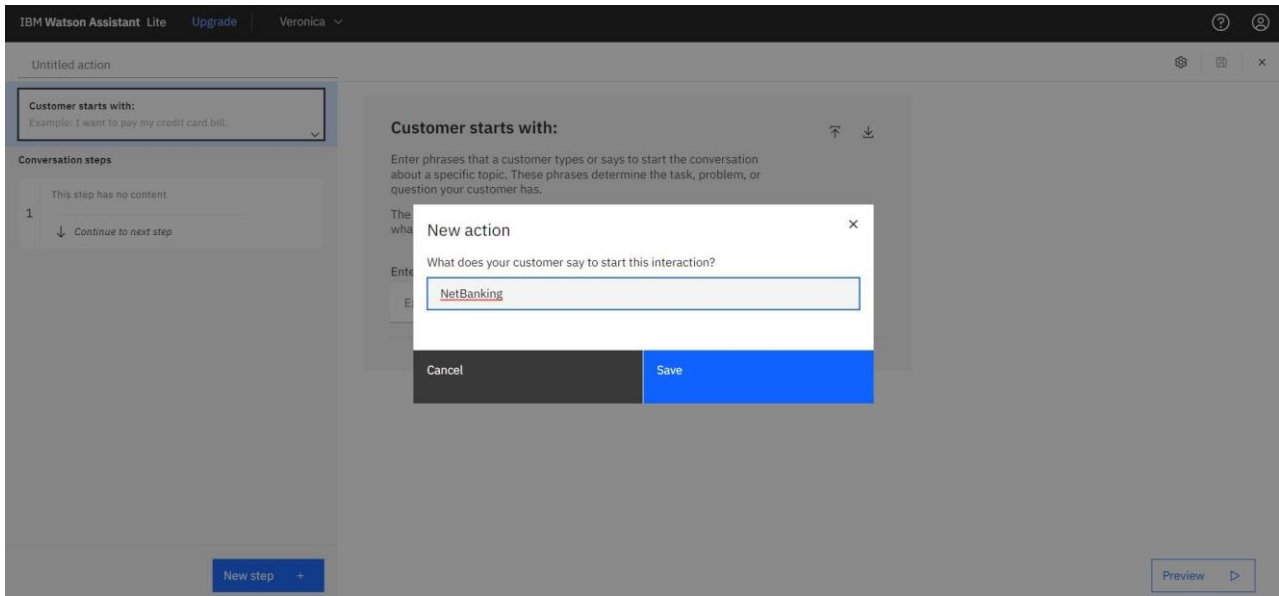 IBM Watson Assistant Lite Upgrade Veronica
Untitled action
Customer starts with:
Example: I want to pay my credit card bill.
Conversation steps
1
This step has no content
Continue to next step
New step +
Customer starts with:
Enter phrases that a customer types or says to start the conversation
about a specific topic. These phrases determine the task, problem, or
question your customer has.
The
wha
Ente
New action
What does your customer say to start this interaction?
NetBanking
Cancel Save
Preview